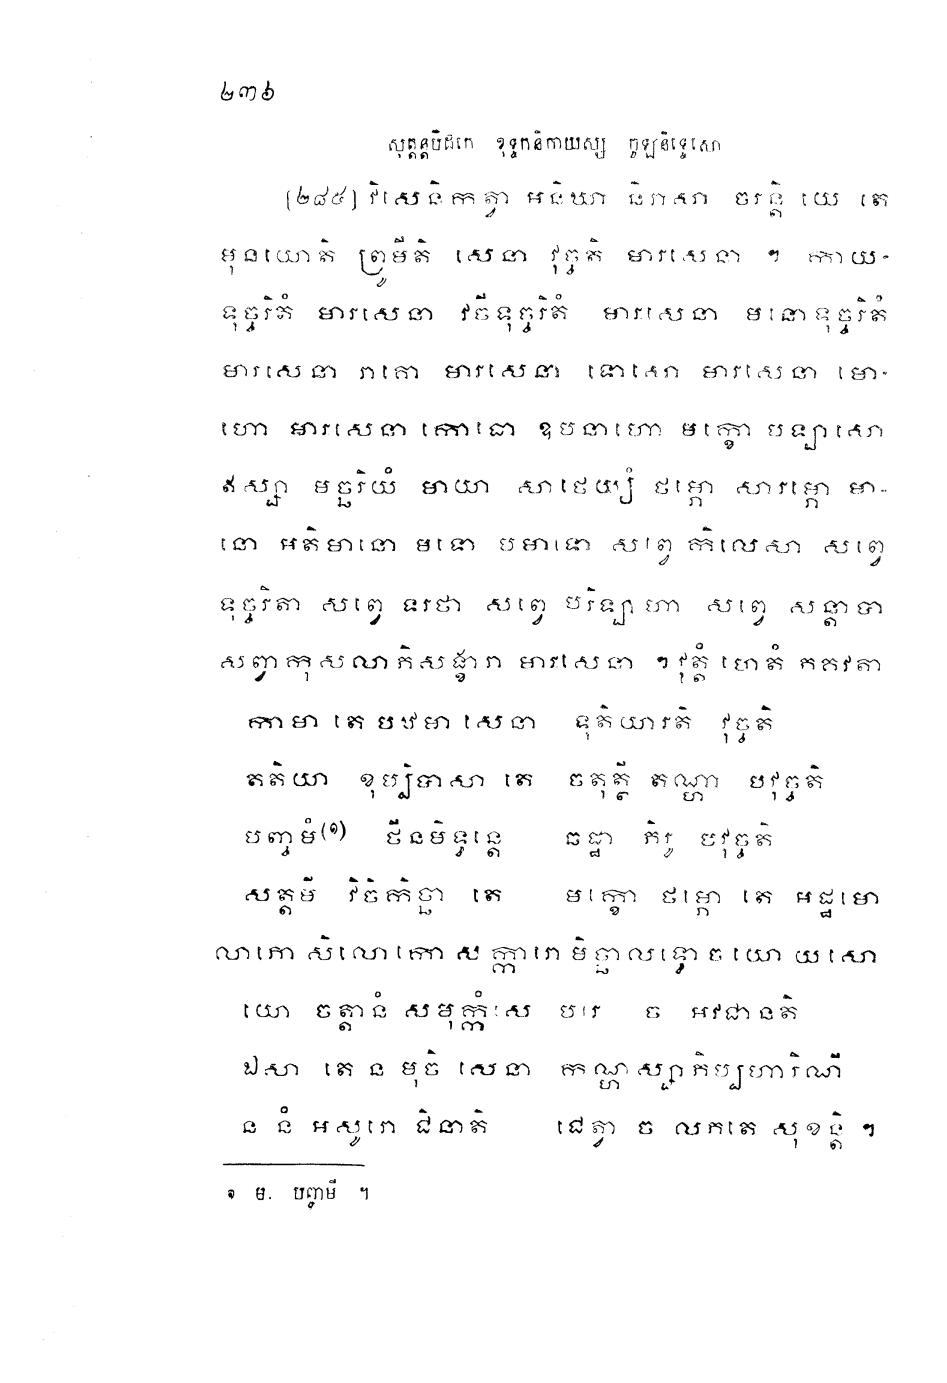 ២៣៦
សុត្តន្តបិដកេ ខុទ្ទកនិកាយស្ស ចូឡនិទ្ទេសោ
[២៨៥] វិសេនិកត្វា អនិឃា និរាសា ចរន្តិ យេ តេ
មុនយោតិ ព្រូមីតិ សេនា វុច្ចតិ មារសេនា ។ កាយ-
ទុច្ចរិតំ មារសេនា វចីទុច្ចរិតំ មារសេនា មនោទុច្ចរិតំ
មារសេនា រាគោ មារសេនា ទោសោ មារសេនា មោ-
ហោ មារសេនា កោធោ ឧបនាហោ មក្ខោ បឡាសោ
ឥស្សា មច្ឆរិយំ មាយា សាថេយ្យំ ថម្ភោ សារម្ភោ មា-
នោ អតិមានោ មទោ បមាទោ សព្វេ កិលេសា សព្វេ
ទុច្ចរិតា សព្វេ ទរថា សព្វេ បរិឡាហា សព្វេ សន្តាបា
សព្វាកុសលាភិសង្ខារា មារសេនា ។ វុត្តំ ហេតំ ភគវតា
កាមា តេ បឋមា សេនា ទុតិយារតិ វុច្ចតិ
តតិយា ខុប្បិបាសា តេ ចតុត្ថី តណ្ហា បវុច្ចតិ
បញ្ចមំ(១) ថីនមិទ្ធន្តេ ឆដ្ឋា ភិរូ បវុច្ចតិ
សត្តមី វិចិកិច្ឆា តេ មក្ខោ ថម្ភោ តេ អដ្ឋមោ
លាភោ សិលោកោ សក្ការោ មិច្ឆាលទ្ធោ ច យោ យសោ
យោ ចត្តានំ សមុក្កំសេ បរេ ច អវជានតិ
ឯសា តេ ន មុចិ សេនា កណ្ហស្សាភិប្បហារិណី
ន នំ អសូរោ ជិនាតិ ជេត្វា ច លភតេ សុខន្តិ ។
១ ម. បញ្ចមី ។